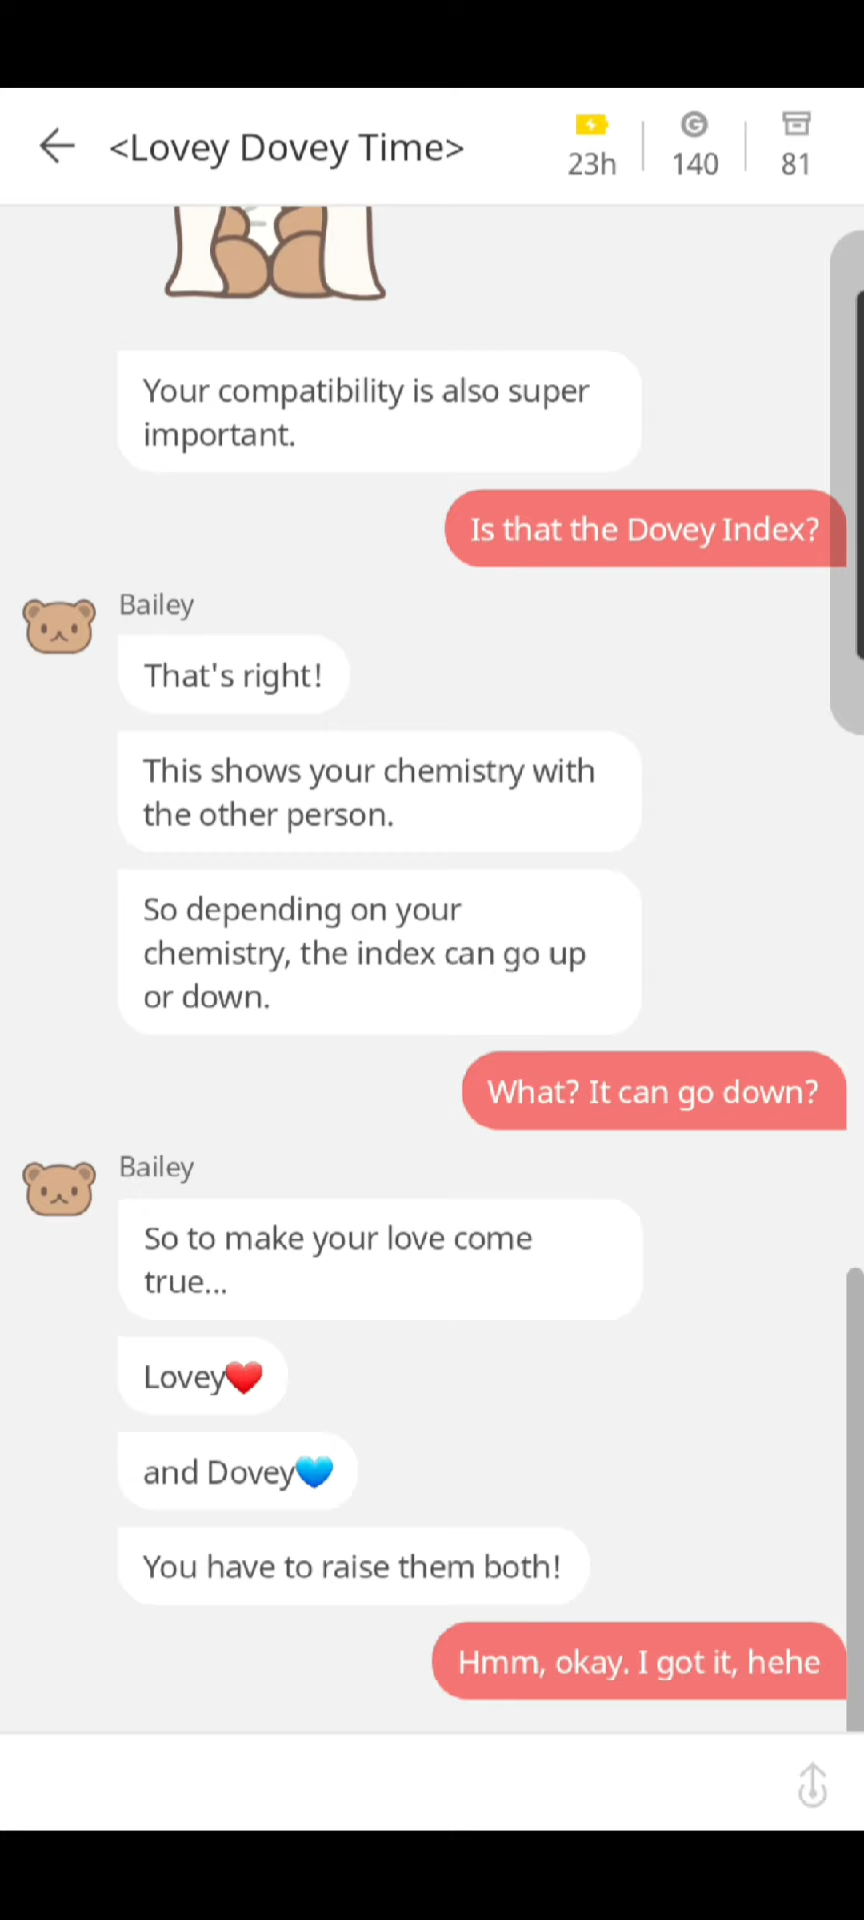 <Lovey Dovey Time>
23h
140
81
Your compatibility is also super
important.
Is that the Dovey Index?
Bailey
That's right!
This shows your chemistry with
the other person.
So depending on your
chemistry, the index can go up
or down.
What? It can go down?
Bailey
So to make your love come
true...
Lovey❤️
and Dovey💙
You have to raise them both!
Hmm, okay. I got it, hehe